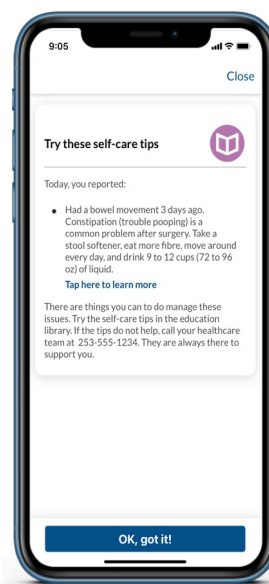 9:05
Close
Try these self-care tips
Today, you reported:
• Had a bowel movement 3 days ago.
Constipation (trouble pooping) is a
common problem after surgery. Take a
stool softener, eat more fibre, move around
every day, and drink 9 to 12 cups (72 to 96
oz) of liquid.
Tap here to learn more
There are things you can to do manage these
issues. Try the self-care tips in the education
library. If the tips do not help, call your healthcare
team at 253-555-1234. They are always there to
support you.
OK, got it!